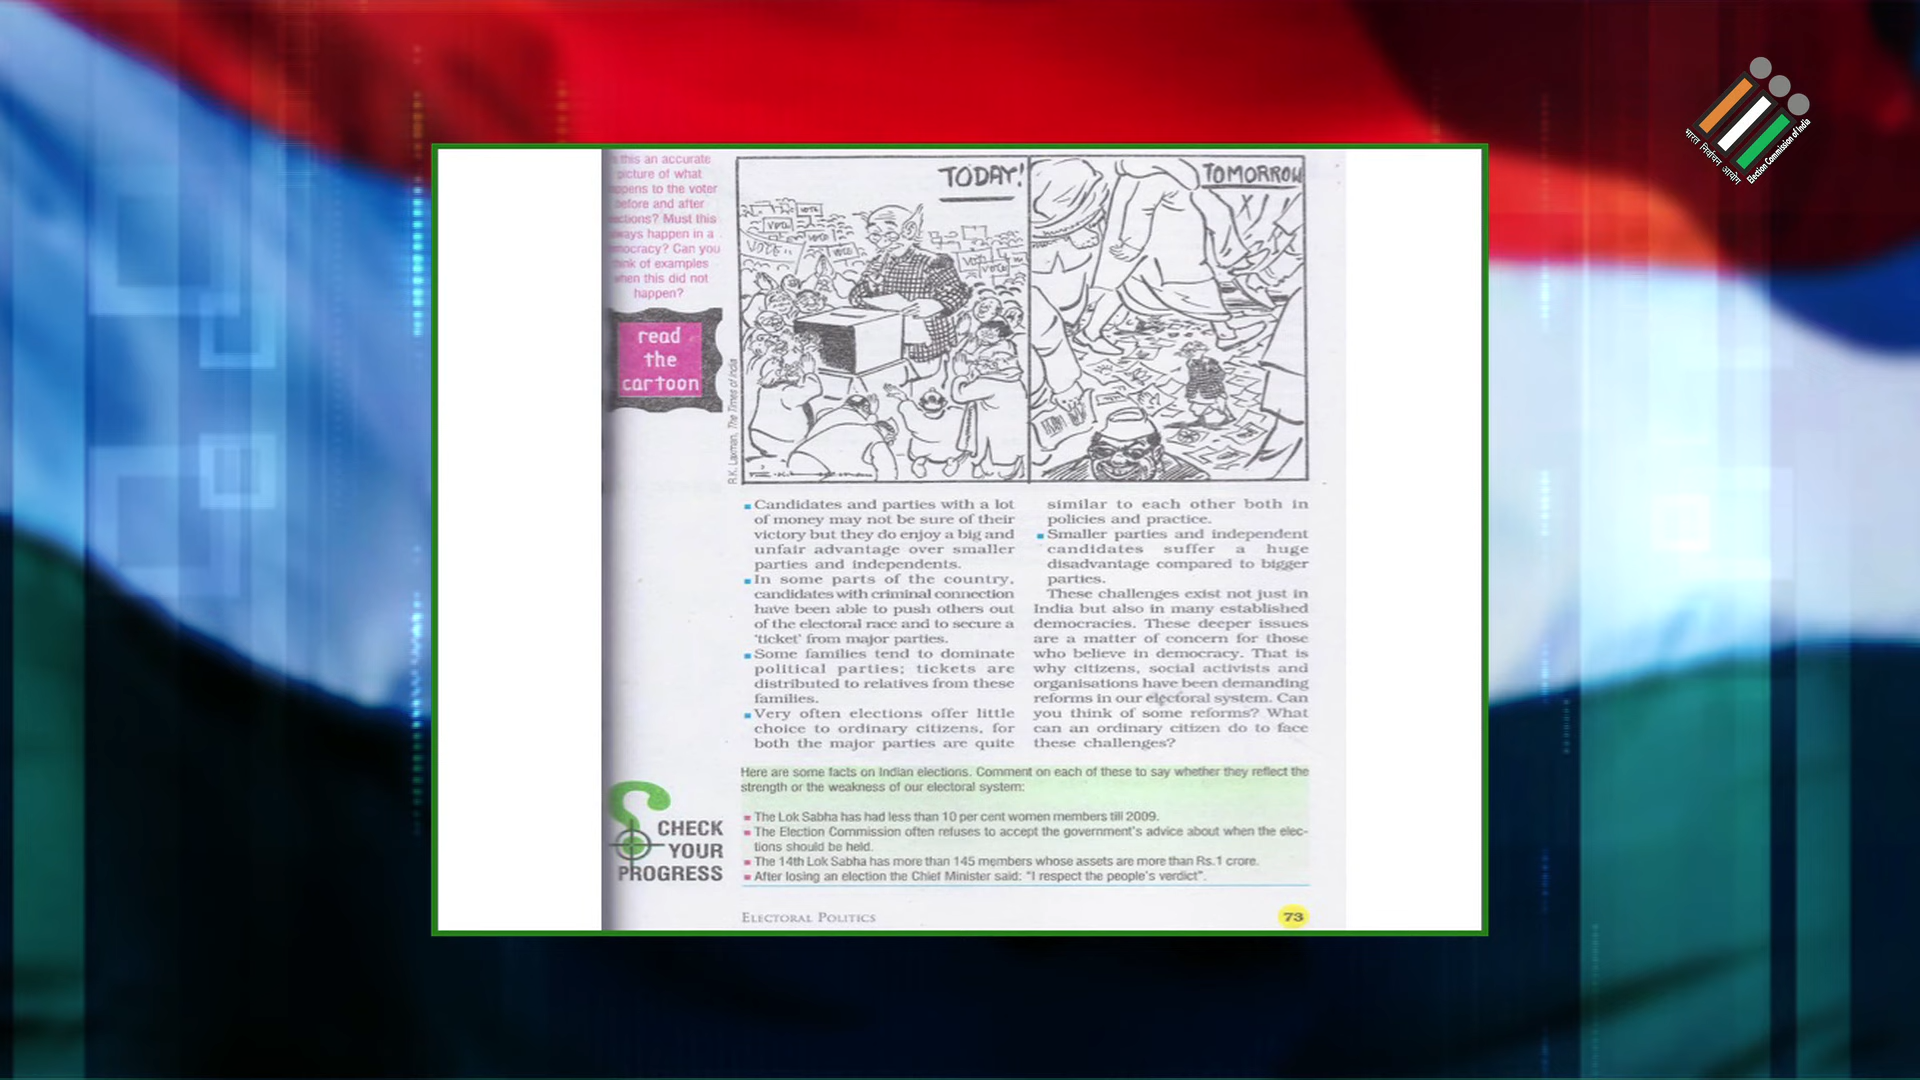 this an accurate
picture of what
happens to the voter
before and after
elections? Must this
always happen in a
democracy? Can you
think of examples
when this did not
happen?
read
the
cartoon
R.K. Laxman, The Times of India
TODAY!
VOTE
VOTE
VOTE
VOTE..
VOTE
TOMORROW
Candidates and parties with a lot
of money may not be sure of their
victory but they do enjoy a big and
unfair advantage over smaller
parties and independents.
In some parts of the country,
candidates with criminal connection
have been able to push others out
of the electoral race and to secure a
'ticket' from major parties.
Some families tend to dominate
political parties; tickets are
distributed to relatives from these
families.
Very often elections offer little
choice to ordinary citizens, for
both the major parties are quite
similar to each other both in
policies and practice.
Smaller parties and independent
candidates suffer a huge
disadvantage compared to bigger
parties.
These challenges exist not just in
India but also in many established
democracies. These deeper issues
are a matter of concern for those
who believe in democracy. That is
why citizens, social activists and
organisations have been demanding
reforms in our electoral system. Can
you think of some reforms? What
can an ordinary citizen do to face
these challenges?
CHECK
YOUR
PROGRESS
Here are some facts on Indian elections. Comment on each of these to say whether they reflect the
strength or the weakness of our electoral system:
The Lok Sabha has had less than 10 per cent women members till 2009.
The Election Commission often refuses to accept the government's advice about when the elec-
tions should be held.
The 14th Lok Sabha has more than 145 members whose assets are more than Rs.1 crore.
After losing an election the Chief Minister said: "I respect the people's verdict".
ELECTORAL POLITICS
73
भारत निर्वाचन आयोग
Election Commission of India